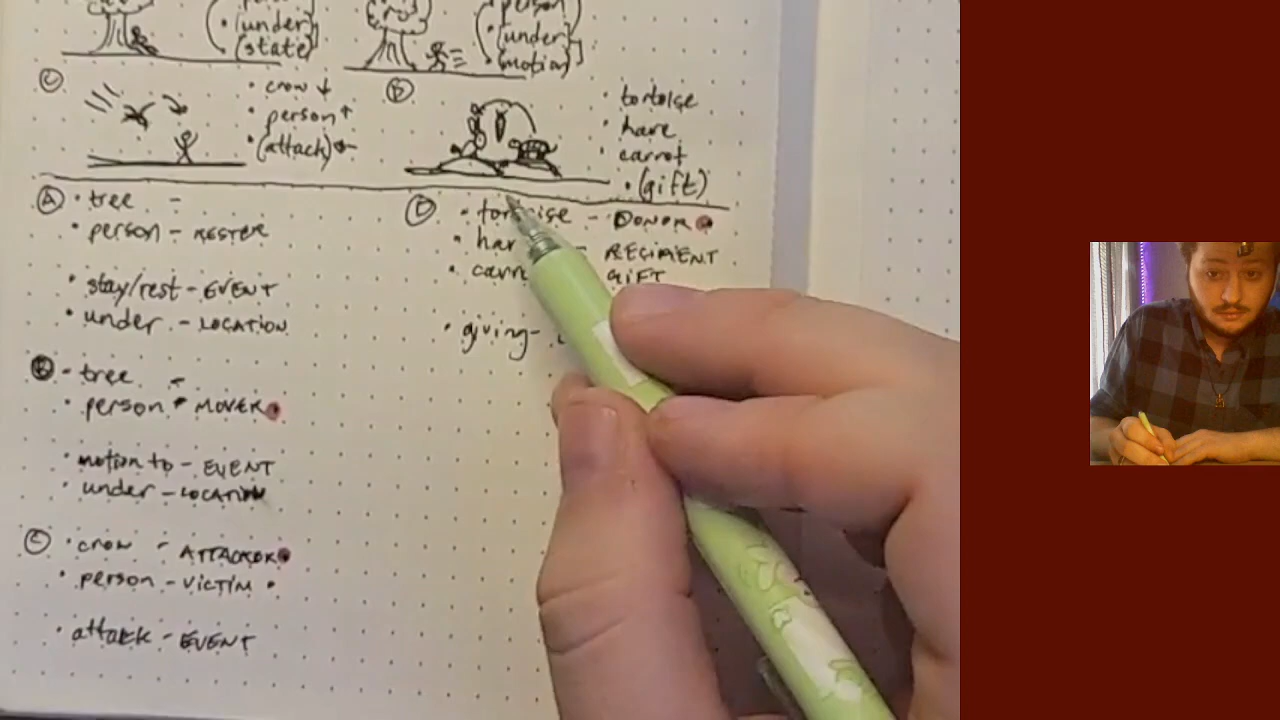 person
(under)
(state)
under
(motion)
C
crow ↓
person ↑
(attack)
D
tortoise
hare
carrot
(gift)
A
tree -
person - RESTER
stay/rest - EVENT
under - LOCATION
B
tree -
person - MOVER
motion to - EVENT
under - LOCATION
C
crow - ATTACKER
person - VICTIM
attack - EVENT
D
- DONOR
- RECIPIENT
GIFT
giving -